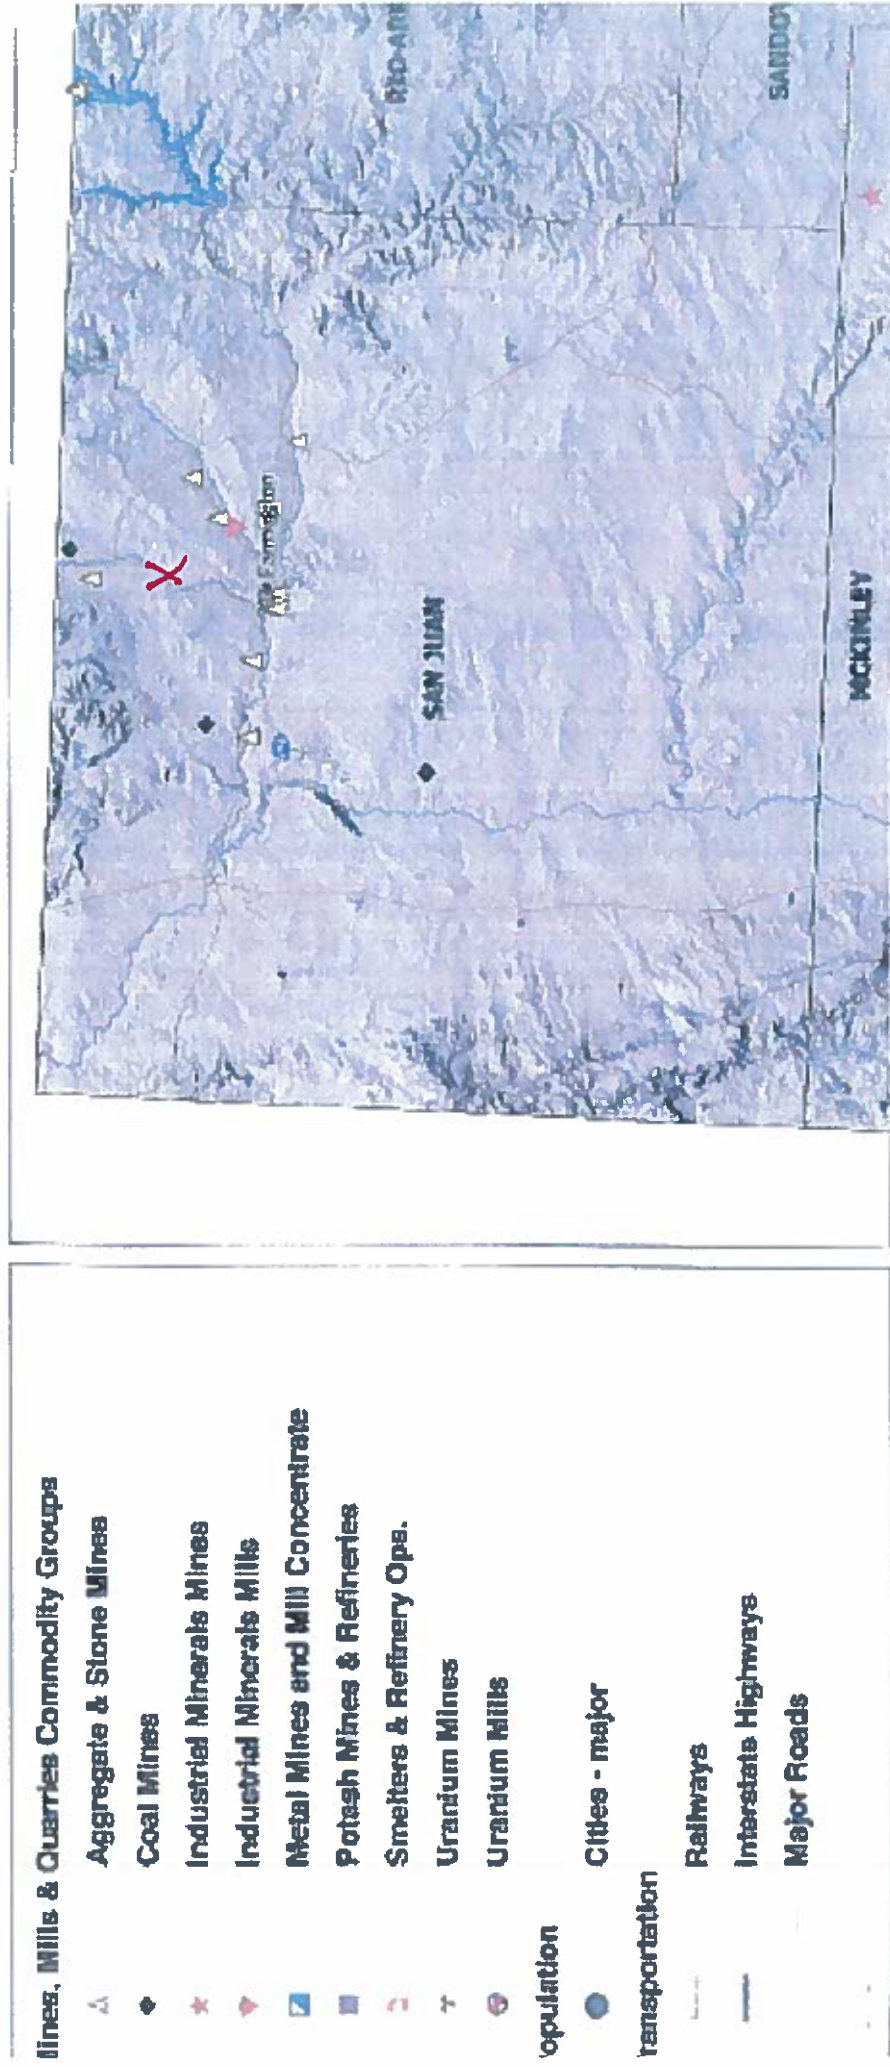 Mines, Mills & Quarries Commodity Groups
Aggregate & Stone Mines
Coal Mines
Industrial Minerals Mines
Industrial Minerals Mills
Metal Mines and Mill Concentrate
Potash Mines & Refineries
Smelters & Refinery Ops.
Uranium Mines
Uranium Mills
opulation
Cities - major
ransportation
Railways
Interstate Highways
Major Roads
Farmington
SAN JUAN
RIO ARR
SANDOV
MCKINLEY
X